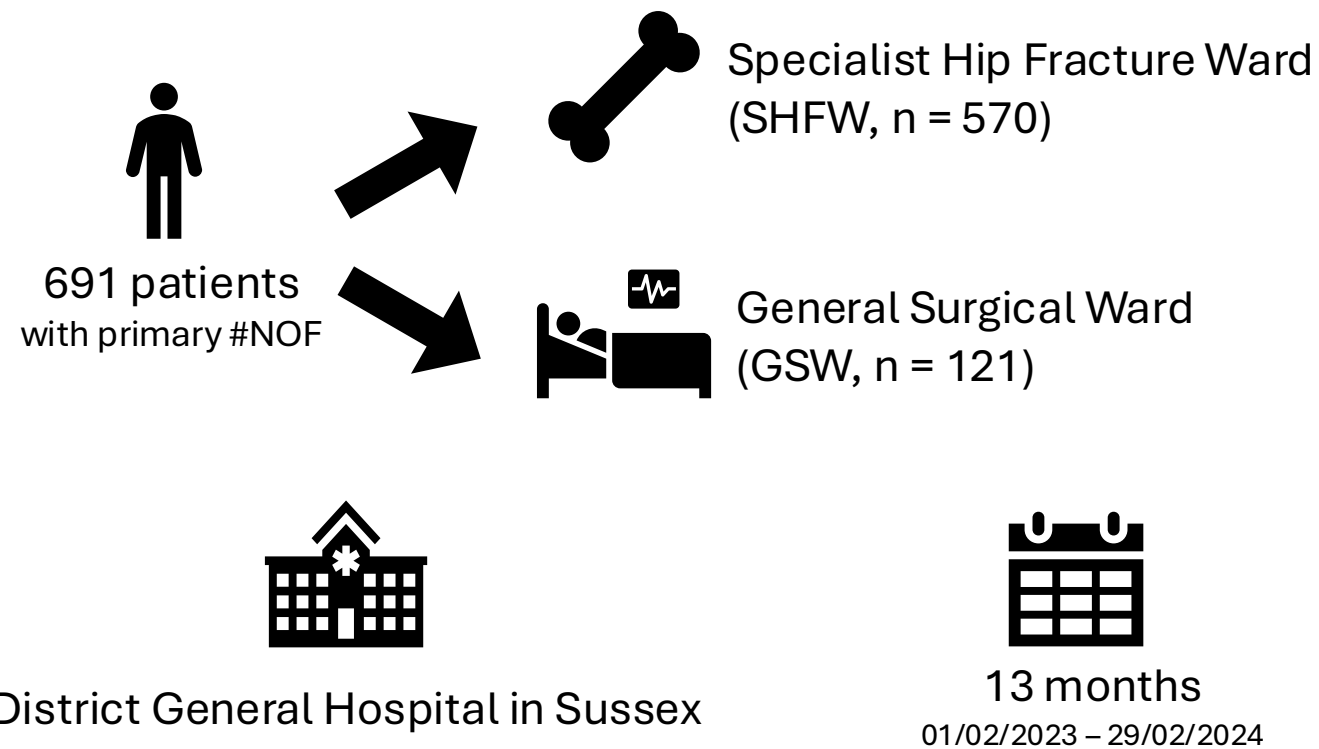 Specialist Hip Fracture Ward
(SHFW, n = 570)
691 patients
with primary #NOF
General Surgical Ward
(GSW, n = 121)
District General Hospital in Sussex
13 months
01/02/2023 – 29/02/2024